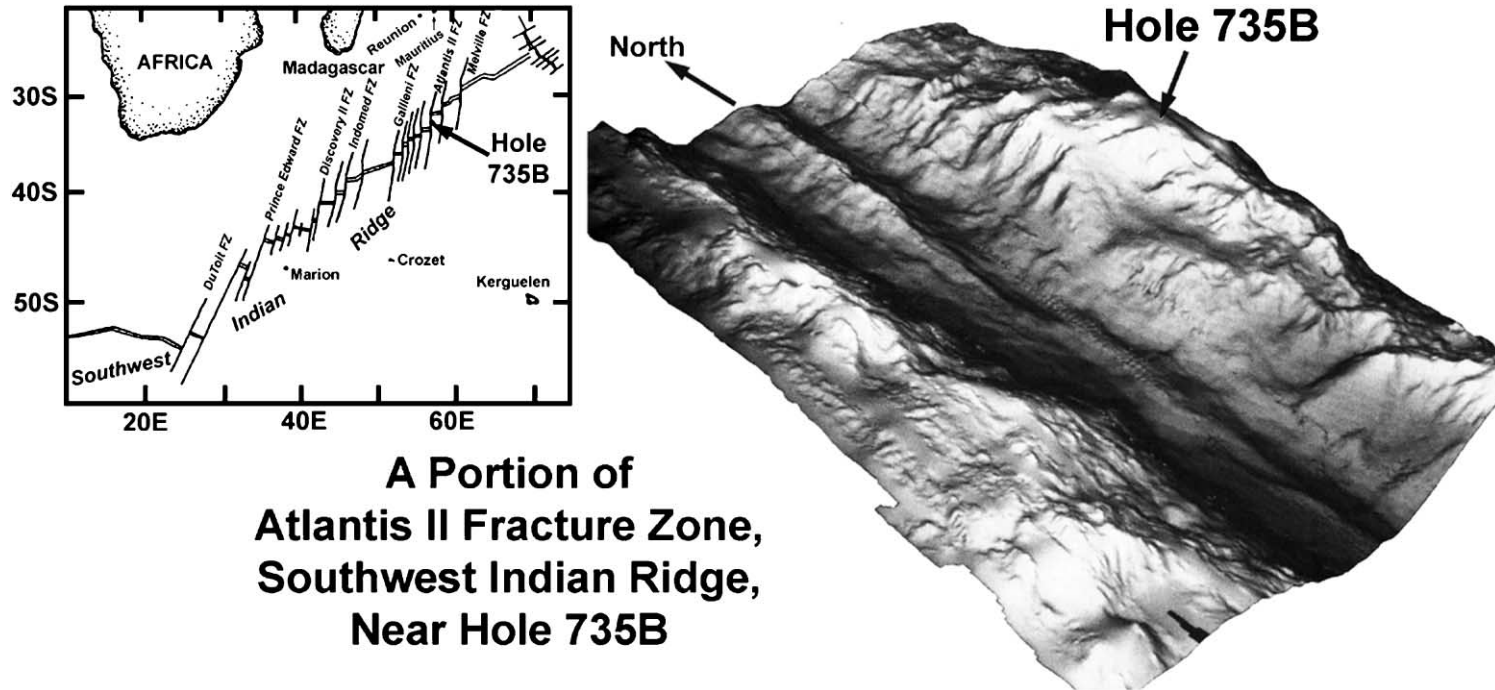 AFRICA
Madagascar
Reunion
Mauritius
Atlantis II FZ
Melville FZ
Gallieni FZ
Indomed FZ
Discovery II FZ
Prince Edward FZ
DuToit FZ
Hole
735B
30S
40S
50S
Southwest
Indian
Ridge
Marion
Crozet
Kerguelen
20E
40E
60E
North
Hole 735B
A Portion of
Atlantis II Fracture Zone,
Southwest Indian Ridge,
Near Hole 735B